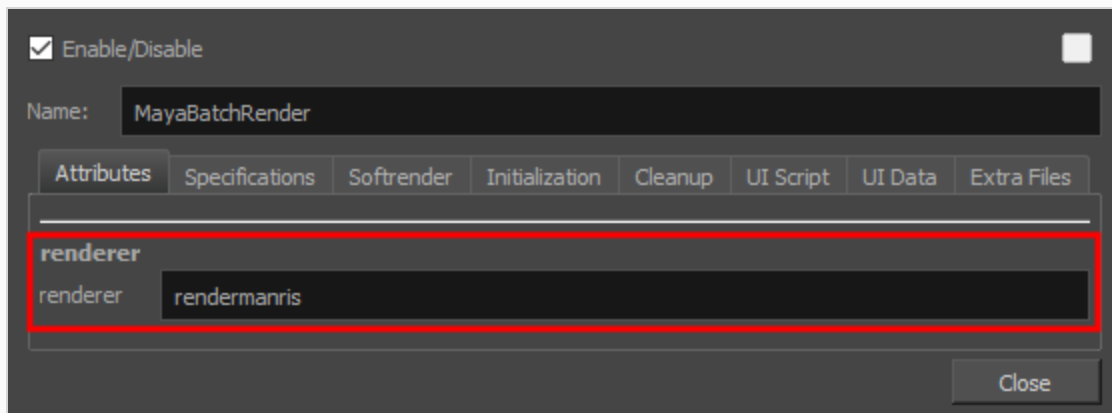 Enable/Disable
Name: MayaBatchRender
Attributes Specifications Softrender Initialization Cleanup UI Script UI Data Extra Files
renderer
renderer rendermanris
Close